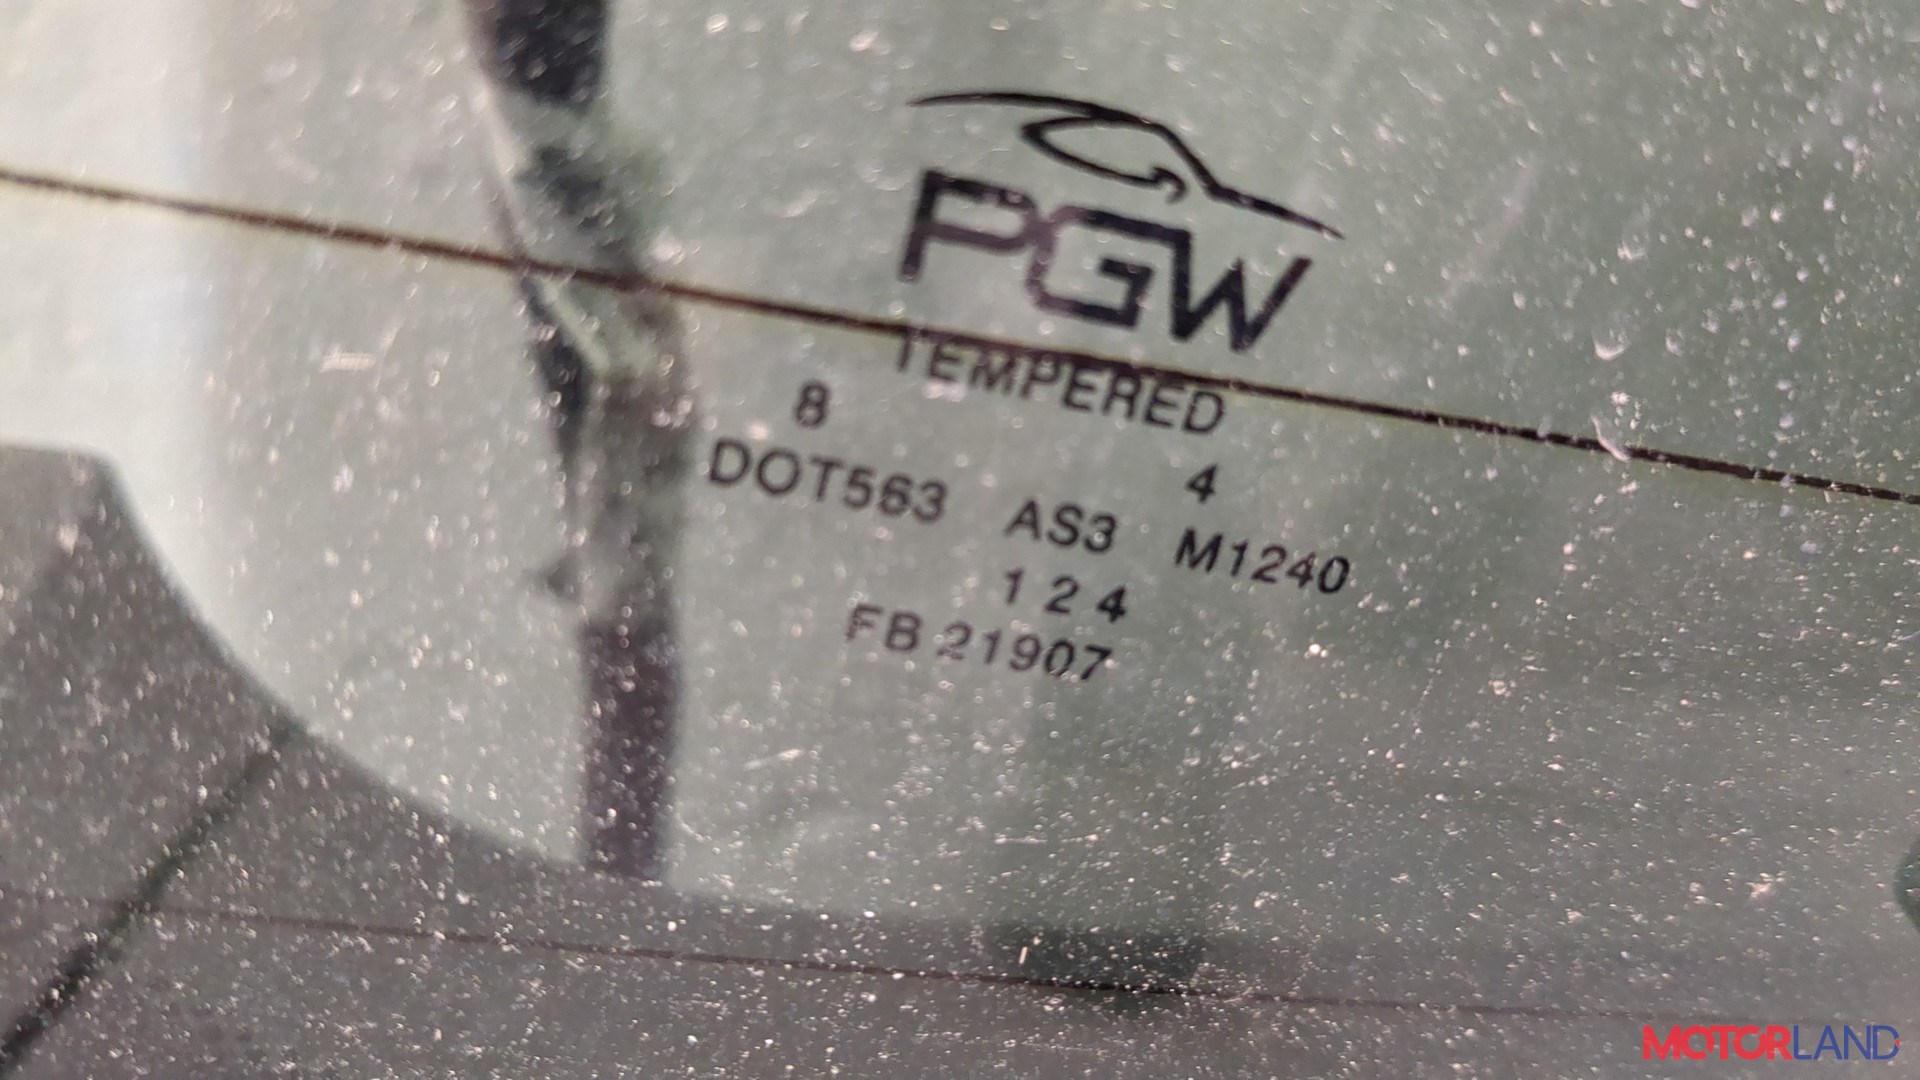 PGW
TEMPERED
8 4
DOT563 AS3 M1240
1 2 4
FB 21907
MOTORLAND